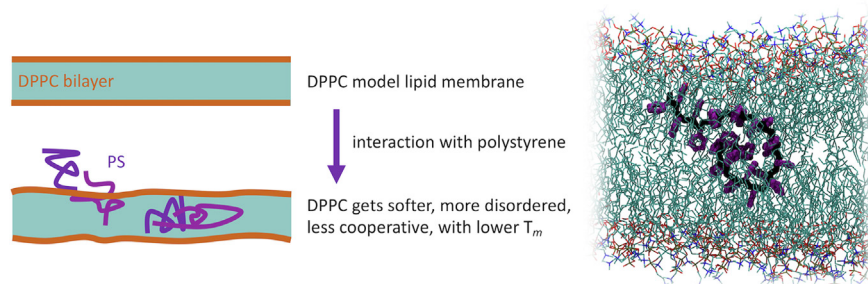 DPPC bilayer
DPPC model lipid membrane
interaction with polystyrene
PS
DPPC gets softer, more disordered,
less cooperative, with lower Tm